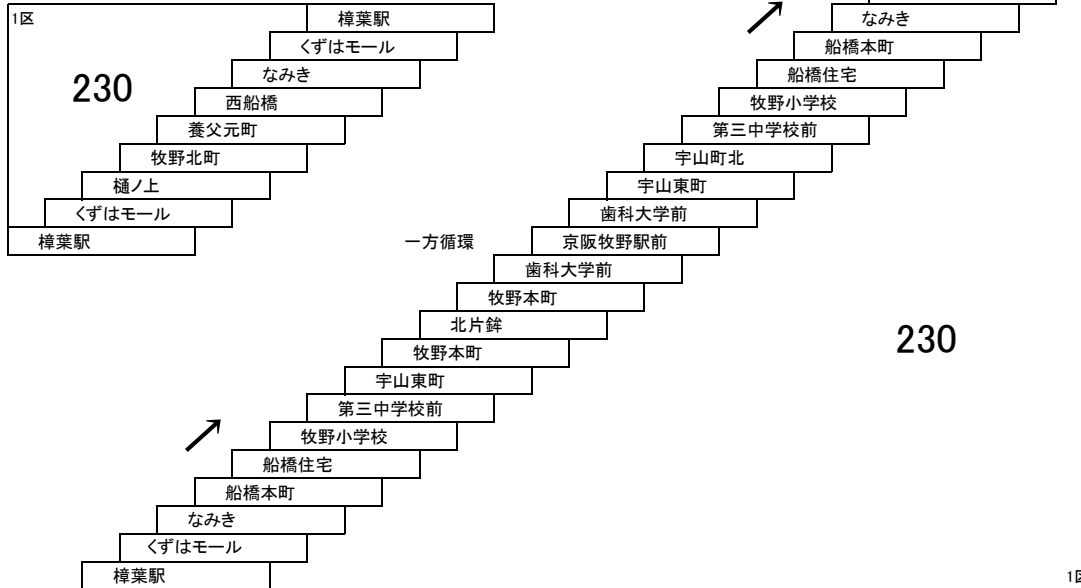 1区
樟葉駅
くずはモール
230
なみき
西船橋
養父元町
牧野北町
樋ノ上
くずはモール
樟葉駅
なみき
船橋本町
船橋住宅
牧野小学校
第三中学校前
宇山町北
宇山東町
歯科大学前
一方循環
京阪牧野駅前
歯科大学前
牧野本町
北片鉾
230
牧野本町
宇山東町
第三中学校前
牧野小学校
船橋住宅
船橋本町
なみき
くずはモール
樟葉駅
1区